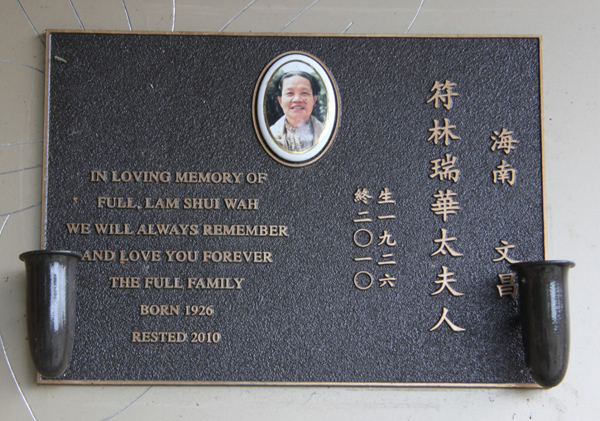 IN LOVING MEMORY OF
FULL, LAM SHUI WAH
WE WILL ALWAYS REMEMBER
AND LOVE YOU FOREVER
THE FULL FAMILY
BORN 1926
RESTED 2010
海南 文昌
符林瑞華太夫人
生一九二六
終二〇一〇